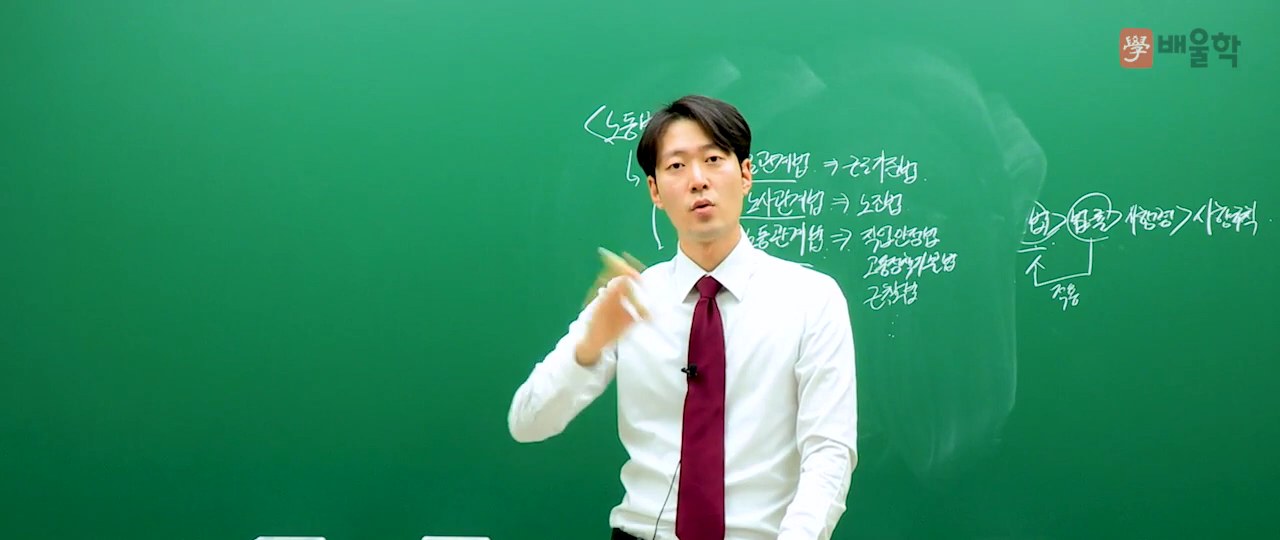 學 배울학
<노동
관계법 ⇒ 근로기준법
노사관계법 ⇒ 노조법
노동관계법 ⇒ 직업안정법
고용정책기본법
근참법
법 > 법률 > 시행령 > 시행규칙
적용